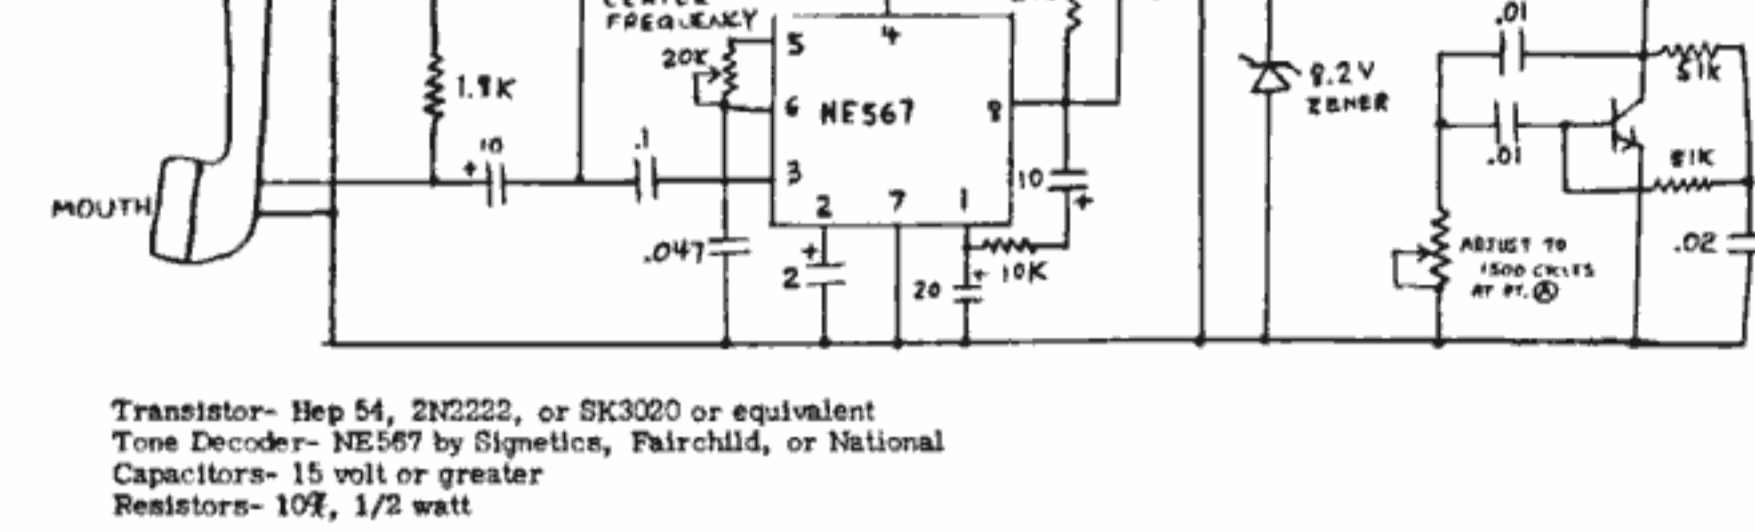 FREQUENCY
20K
5
4
6
NE567
8
3
2
7
1
1.8K
+
10
.1
MOUTH
.047
+
2
20
+
10K
10
+
8.2V
ZENER
.01
.01
51K
51K
.02
ADJUST TO
1500 CYCLES
AT PT. Ⓐ
Transistor- Hep 54, 2N2222, or SK3020 or equivalent
Tone Decoder- NE567 by Signetics, Fairchild, or National
Capacitors- 15 volt or greater
Resistors- 10%, 1/2 watt